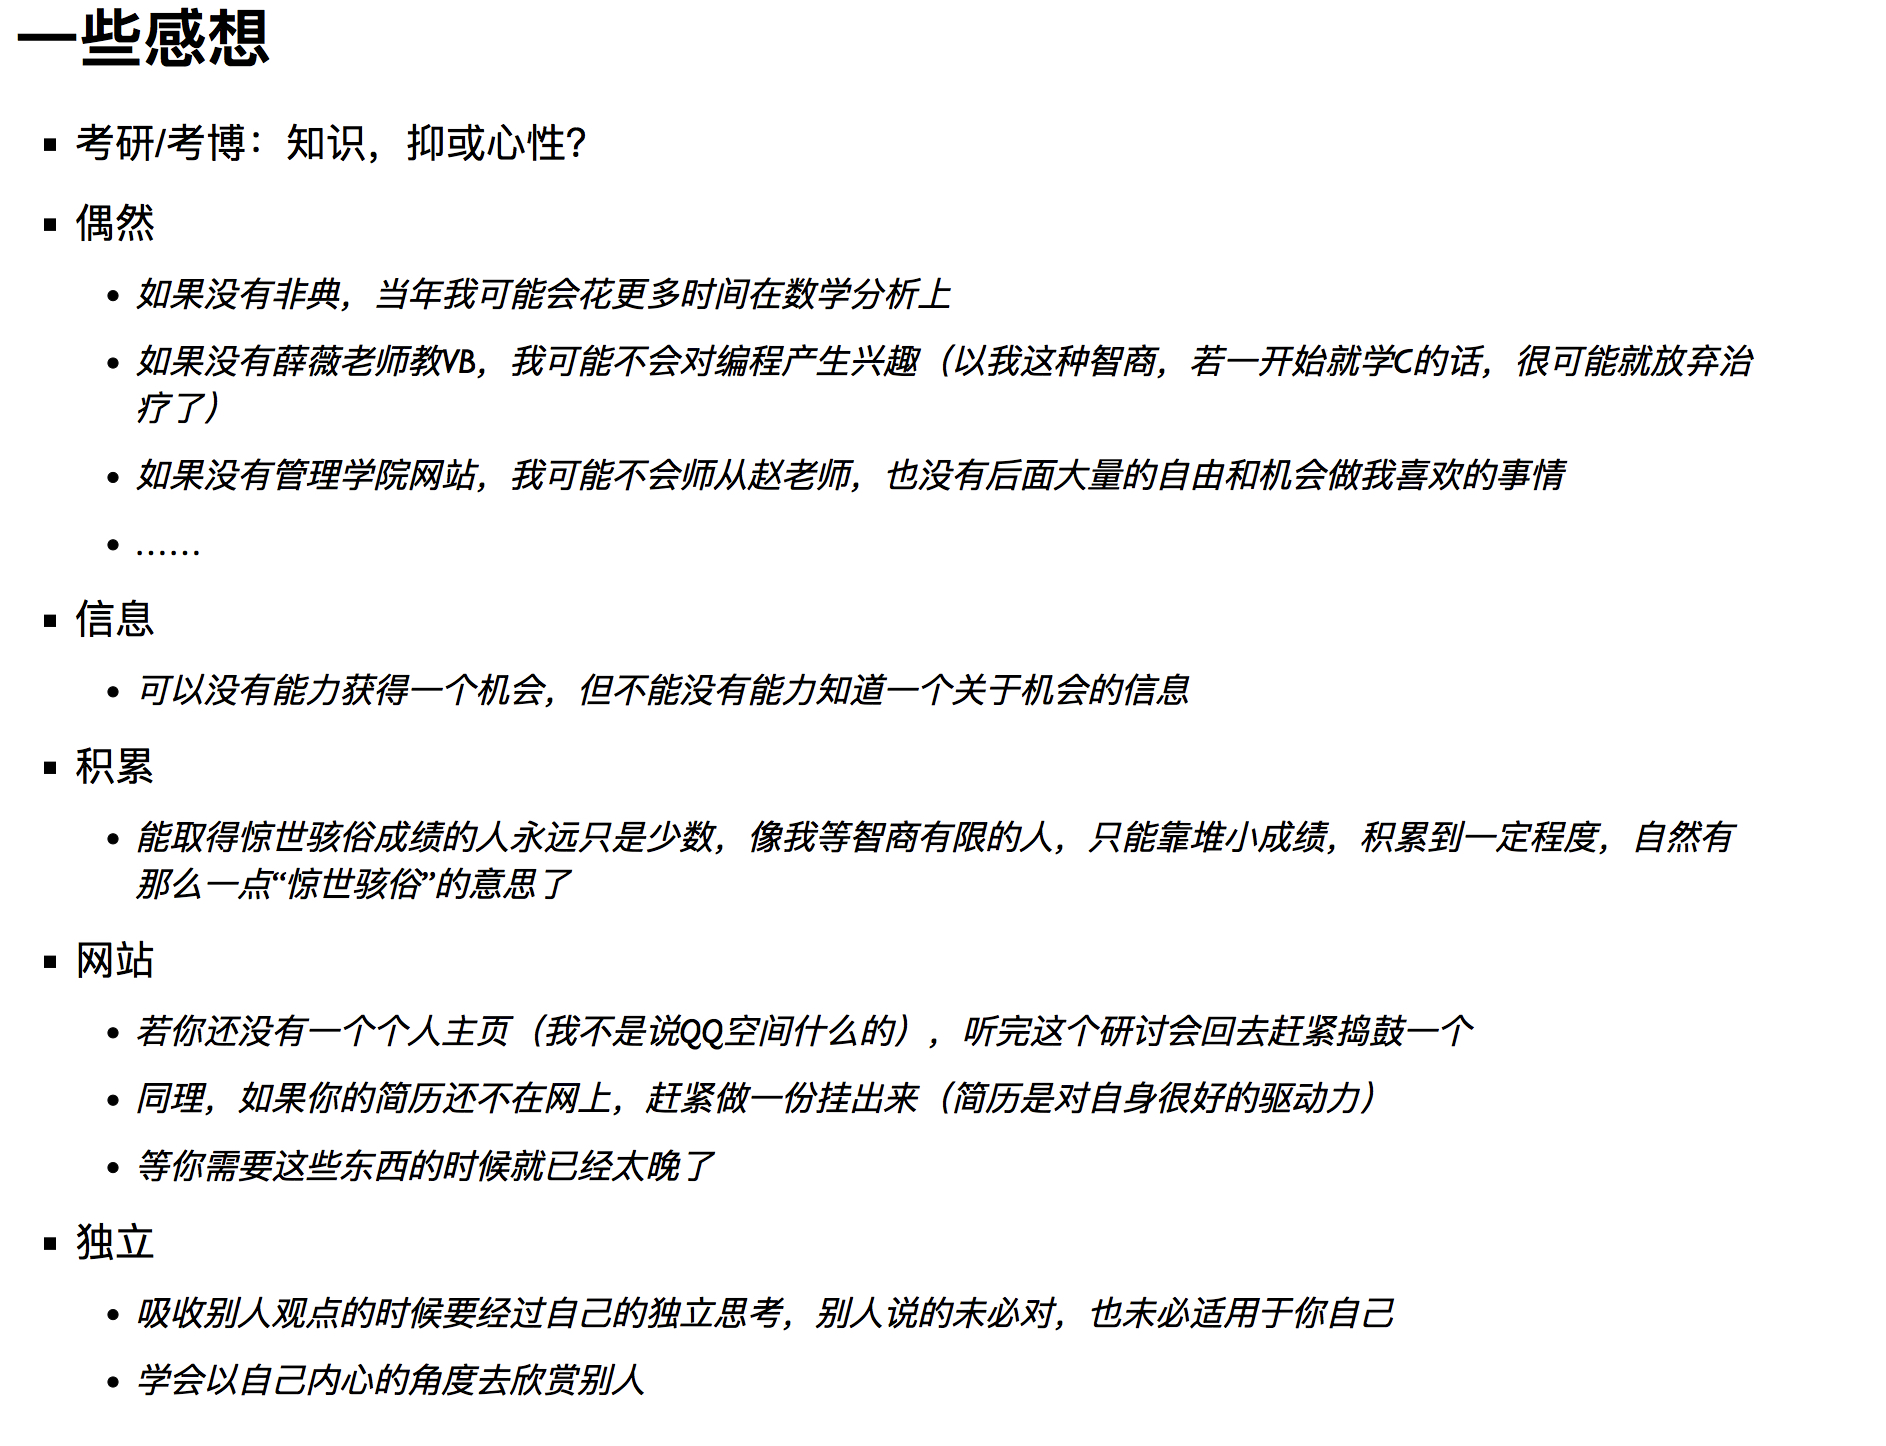 一些感想
考研/考博：知识，抑或心性？
偶然
如果没有非典，当年我可能会花更多时间在数学分析上
如果没有薛薇老师教VB，我可能不会对编程产生兴趣（以我这种智商，若一开始就学C的话，很可能就放弃治
疗了）
如果没有管理学院网站，我可能不会师从赵老师，也没有后面大量的自由和机会做我喜欢的事情
……
信息
可以没有能力获得一个机会，但不能没有能力知道一个关于机会的信息
积累
能取得惊世骇俗成绩的人永远只是少数，像我等智商有限的人，只能靠堆小成绩，积累到一定程度，自然有
那么一点“惊世骇俗”的意思了
网站
若你还没有一个个人主页（我不是说QQ空间什么的），听完这个研讨会回去赶紧捣鼓一个
同理，如果你的简历还不在网上，赶紧做一份挂出来（简历是对自身很好的驱动力）
等你需要这些东西的时候就已经太晚了
独立
吸收别人观点的时候要经过自己的独立思考，别人说的未必对，也未必适用于你自己
学会以自己内心的角度去欣赏别人